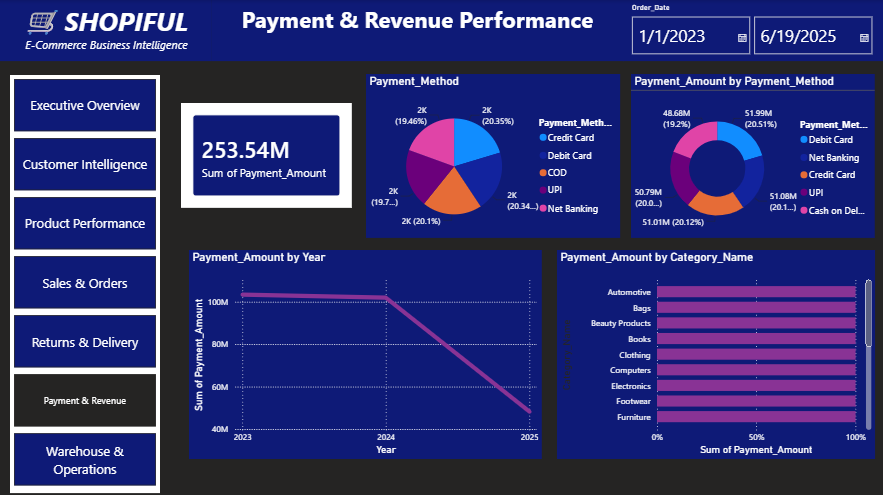 SHOPIFUL
E-Commerce Business Intelligence
Payment & Revenue Performance
Order_Date
1/1/2023
6/19/2025
Executive Overview
Customer Intelligence
Product Performance
Sales & Orders
Returns & Delivery
Payment & Revenue
Warehouse &
Operations
253.54M
Sum of Payment_Amount
Payment_Method
2K
(19.46%)
2K
(20.35%)
2K
(19.7...)
2K
(20.34...)
2K (20.1%)
Payment_Meth...
Credit Card
Debit Card
COD
UPI
Net Banking
Payment_Amount by Payment_Method
48.68M
(19.2%)
51.99M
(20.51%)
50.79M
(20.0...)
51.08M
(20.1...)
51.01M (20.12%)
Payment_Met...
Debit Card
Net Banking
Credit Card
UPI
Cash on Del...
Payment_Amount by Year
Sum of Payment_Amount
100M
80M
60M
40M
2023
2024
2025
Year
Payment_Amount by Category_Name
Automotive
Bags
Beauty Products
Books
Clothing
Computers
Electronics
Footwear
Furniture
0%
50%
100%
Sum of Payment_Amount